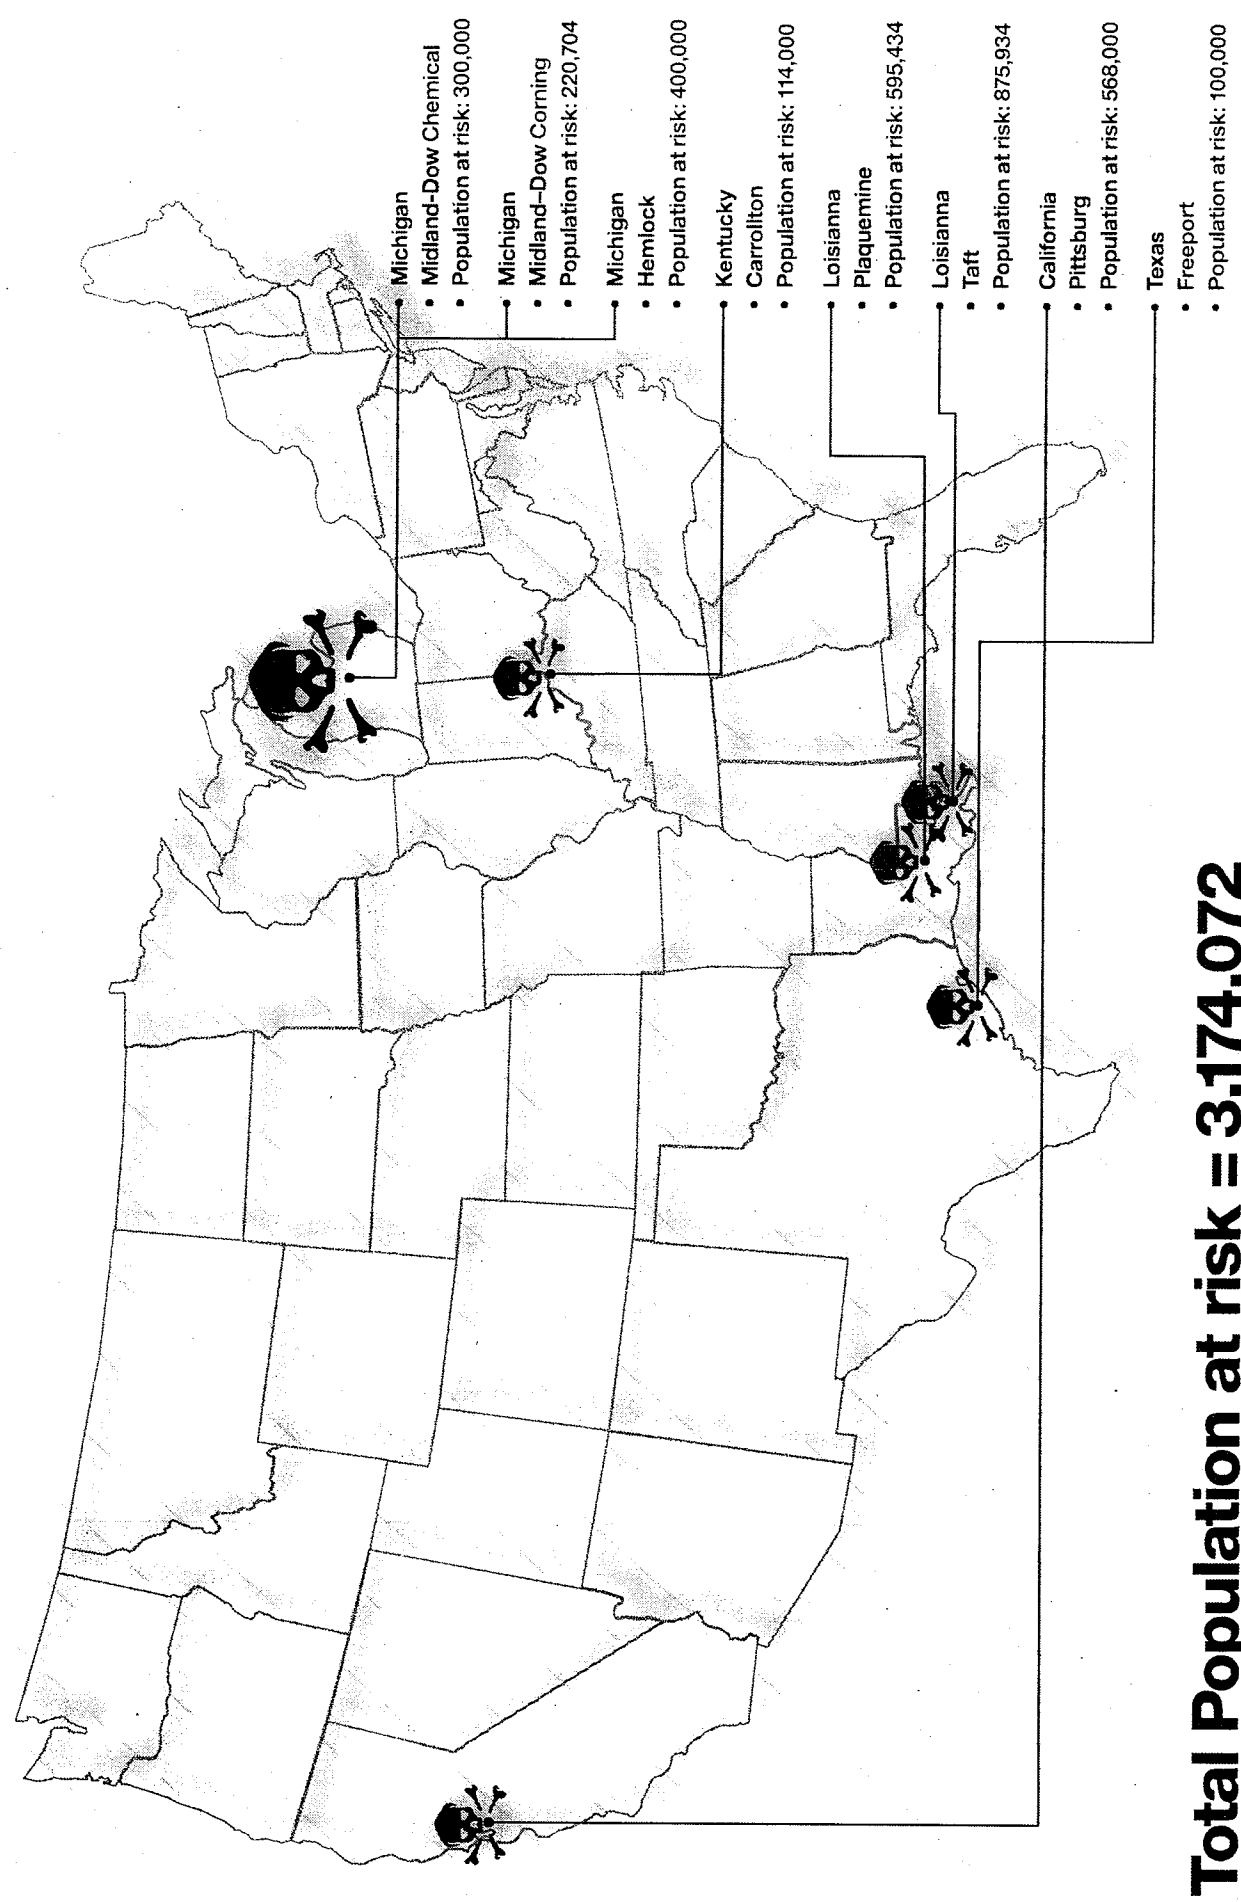 Michigan
• Midland-Dow Chemical
• Population at risk: 300,000
Michigan
• Midland–Dow Corning
• Population at risk: 220,704
Michigan
• Hemlock
• Population at risk: 400,000
Kentucky
• Carrollton
• Population at risk: 114,000
Loisianna
• Plaquemine
• Population at risk: 595,434
Loisianna
• Taft
• Population at risk: 875,934
California
• Pittsburg
• Population at risk: 568,000
Texas
• Freeport
• Population at risk: 100,000
Total Population at risk = 3.174.072